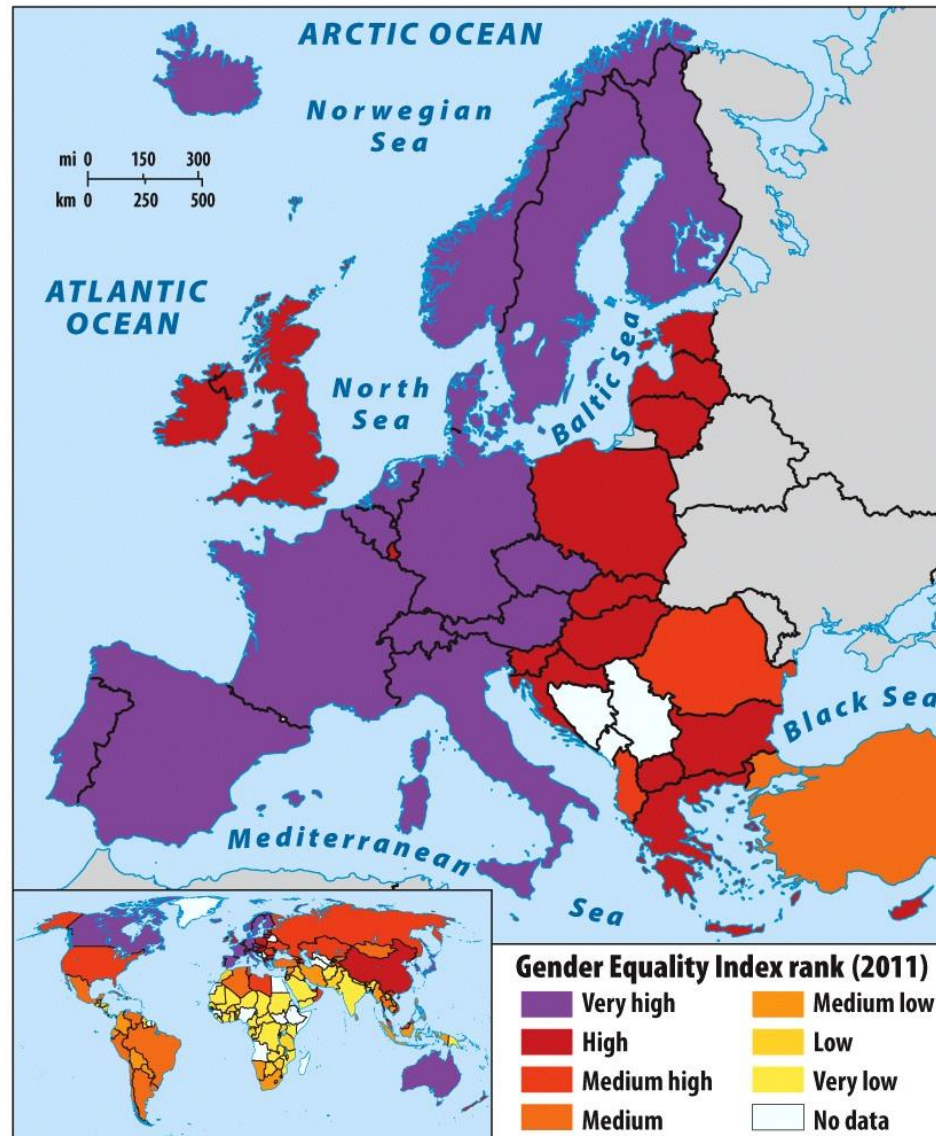 ARCTIC OCEAN
Norwegian
Sea
mi 0 150 300
km 0 250 500
ATLANTIC
OCEAN
North
Sea
Baltic Sea
Black Sea
Mediterranean
Sea
Gender Equality Index rank (2011)
Very high
High
Medium high
Medium
Medium low
Low
Very low
No data